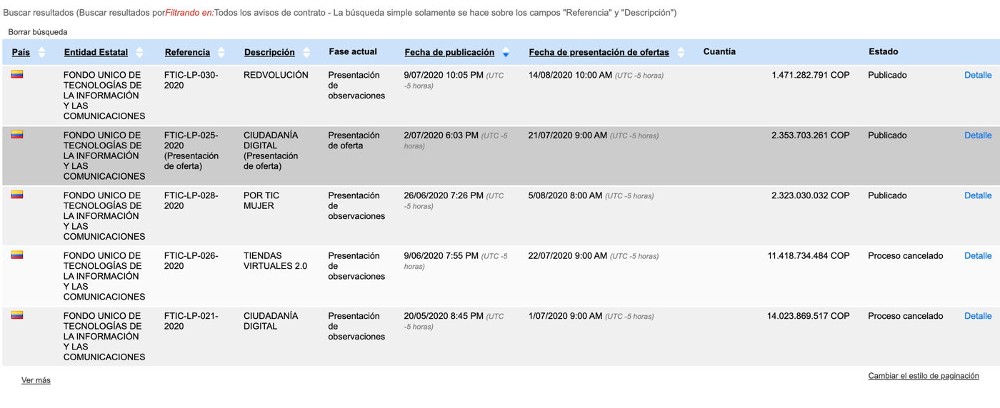 Buscar resultados (Buscar resultados porFiltrando en:Todos los avisos de contrato - La búsqueda simple solamente se hace sobre los campos "Referencia" y "Descripción")
Borrar búsqueda
País Entidad Estatal Referencia Descripción Fase actual Fecha de publicación Fecha de presentación de ofertas Cuantía Estado
FONDO UNICO DE FTIC-LP-030- REDVOLUCIÓN Presentación 9/07/2020 10:05 PM (UTC 14/08/2020 10:00 AM (UTC -5 horas) 1.471.282.791 COP Publicado Detalle
TECNOLOGÍAS DE 2020 de -5 horas)
LA INFORMACIÓN observaciones
Y LAS
COMUNICACIONES
FONDO UNICO DE FTIC-LP-025- CIUDADANÍA Presentación 2/07/2020 6:03 PM (UTC -5 21/07/2020 9:00 AM (UTC -5 horas) 2.353.703.261 COP Publicado Detalle
TECNOLOGÍAS DE 2020 DIGITAL de oferta horas)
LA INFORMACIÓN (Presentación (Presentación
Y LAS de oferta) de oferta)
COMUNICACIONES
FONDO UNICO DE FTIC-LP-028- POR TIC Presentación 26/06/2020 7:26 PM (UTC 5/08/2020 8:00 AM (UTC -5 horas) 2.323.030.032 COP Publicado Detalle
TECNOLOGÍAS DE 2020 MUJER de -5 horas)
LA INFORMACIÓN observaciones
Y LAS
COMUNICACIONES
FONDO UNICO DE FTIC-LP-026- TIENDAS Presentación 9/06/2020 7:55 PM (UTC -5 22/07/2020 9:00 AM (UTC -5 horas) 11.418.734.484 COP Proceso cancelado Detalle
TECNOLOGÍAS DE 2020 VIRTUALES 2.0 de horas)
LA INFORMACIÓN observaciones
Y LAS
COMUNICACIONES
FONDO UNICO DE FTIC-LP-021- CIUDADANÍA Presentación 20/05/2020 8:45 PM (UTC 1/07/2020 9:00 AM (UTC -5 horas) 14.023.869.517 COP Proceso cancelado Detalle
TECNOLOGÍAS DE 2020 DIGITAL de -5 horas)
LA INFORMACIÓN observaciones
Y LAS
COMUNICACIONES
Ver más Cambiar el estilo de paginación